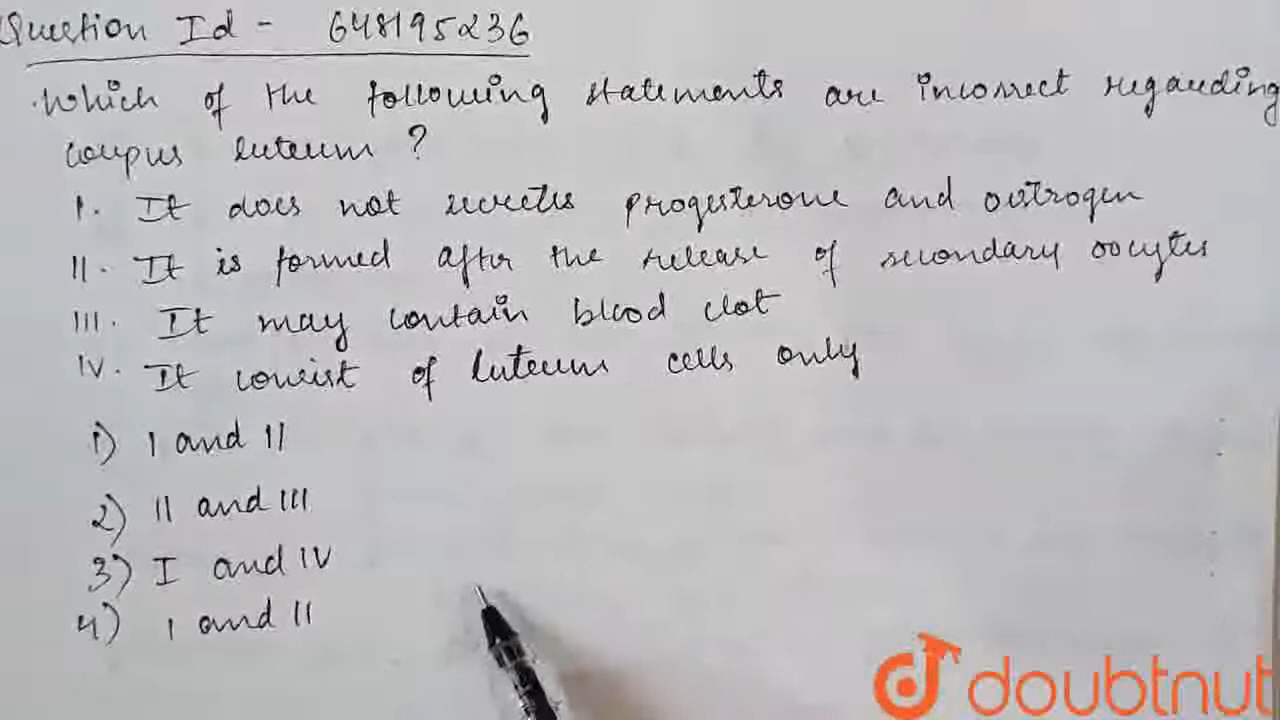 Question Id - 648195236
Which of the following statements are incorrect regarding
corpus luteum ?
I. It does not secretes progesterone and oestrogen
II. It is formed after the release of secondary oocytes
III. It may contain blood clot
IV. It consist of luteum cells only
1) I and II
2) II and III
3) I and IV
4) I and II
doubtnut